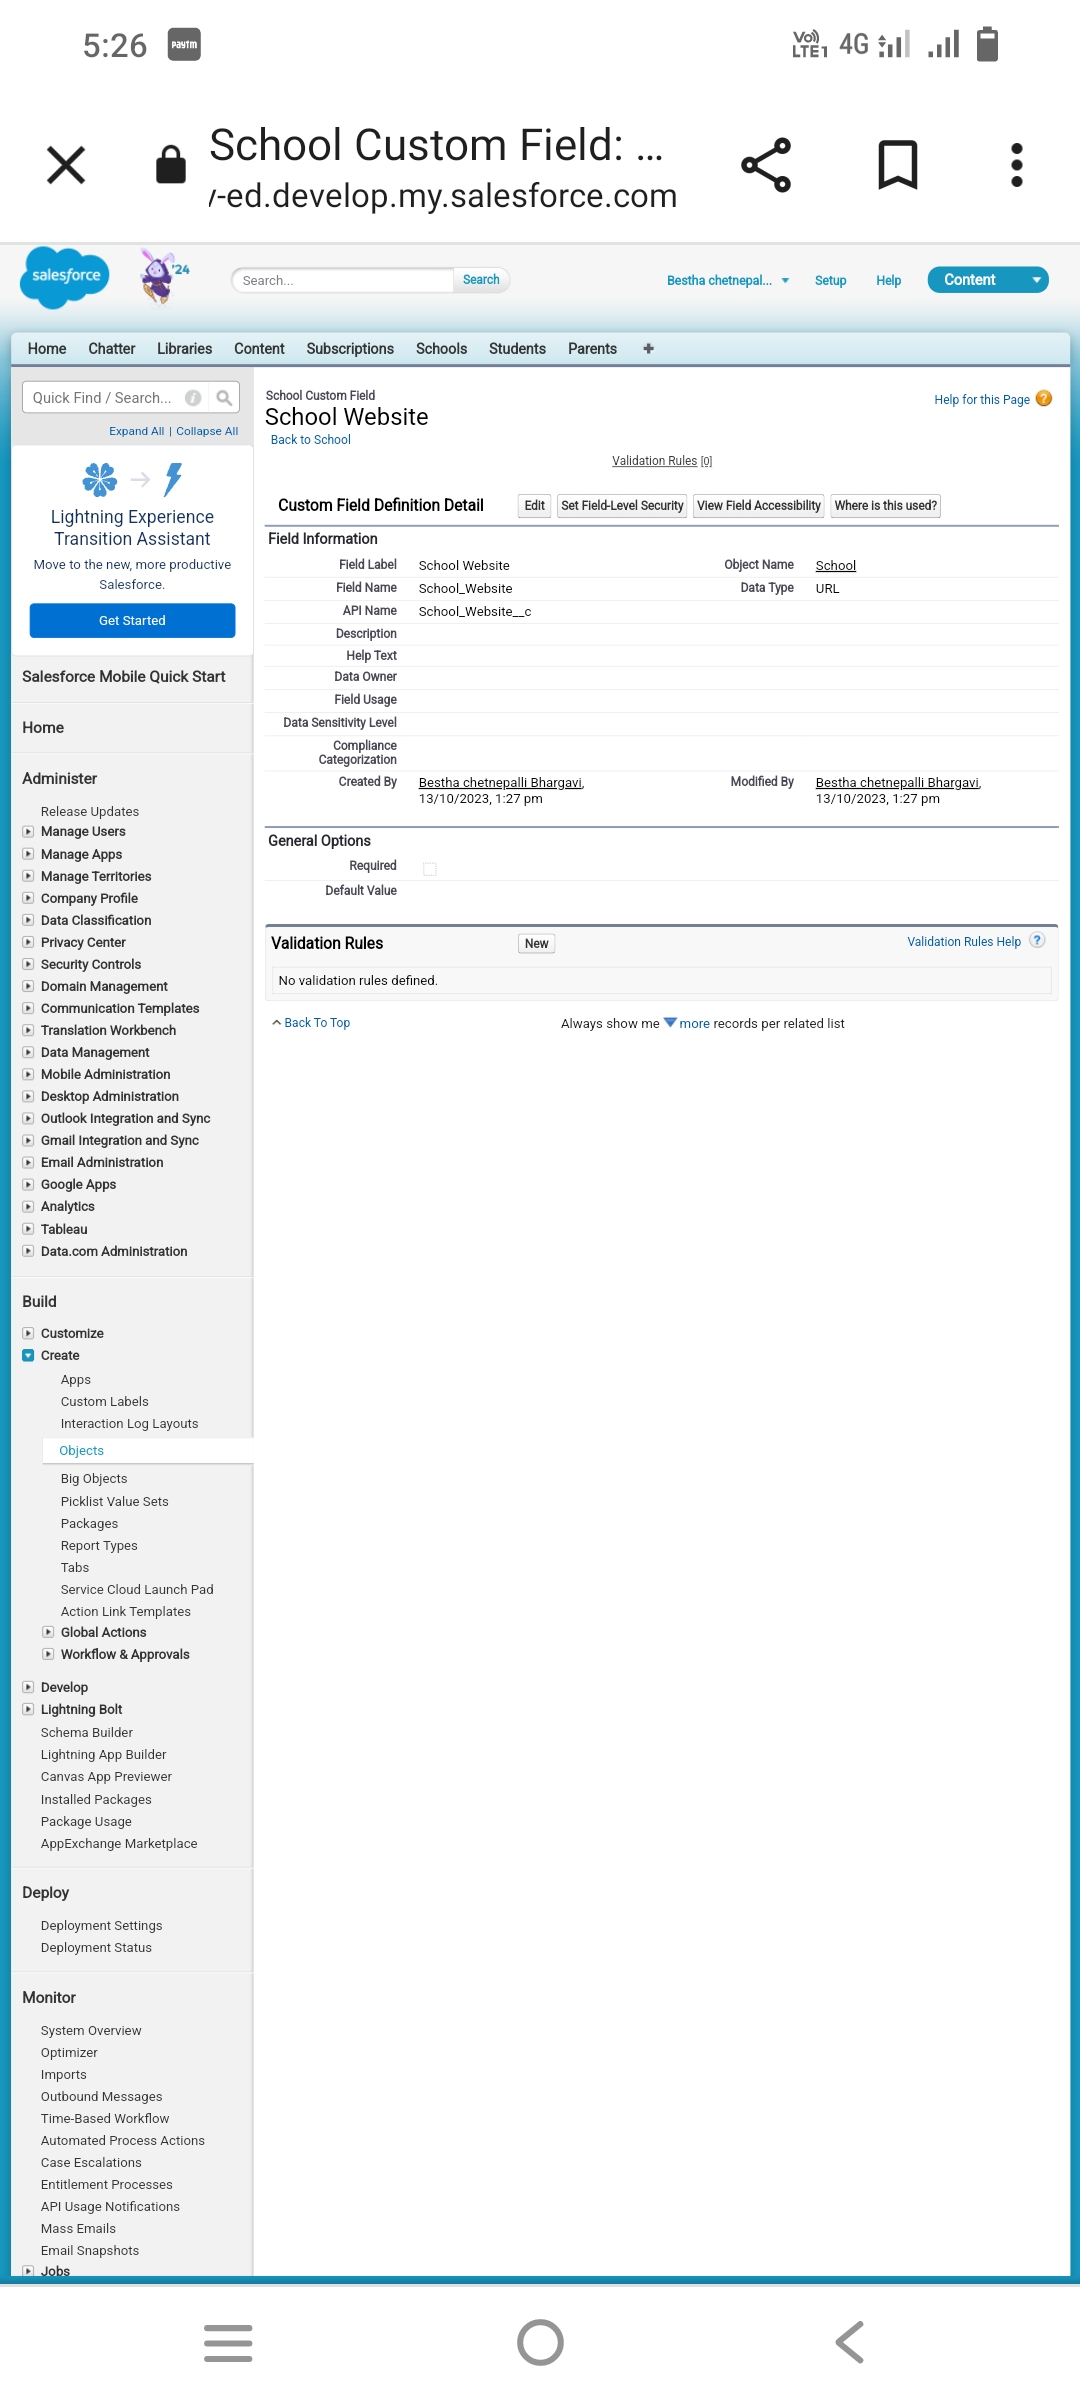 5:26
paytm
Vo))
LTE1
4G
School Custom Field: ...
y-ed.develop.my.salesforce.com
salesforce
'24
Search...
Search
Bestha chetnepal...
Setup
Help
Content
Home
Chatter
Libraries
Content
Subscriptions
Schools
Students
Parents
+
Quick Find / Search...
Expand All | Collapse All
Lightning Experience
Transition Assistant
Move to the new, more productive
Salesforce.
Get Started
Salesforce Mobile Quick Start
Home
Administer
Release Updates
Manage Users
Manage Apps
Manage Territories
Company Profile
Data Classification
Privacy Center
Security Controls
Domain Management
Communication Templates
Translation Workbench
Data Management
Mobile Administration
Desktop Administration
Outlook Integration and Sync
Gmail Integration and Sync
Email Administration
Google Apps
Analytics
Tableau
Data.com Administration
Build
Customize
Create
Apps
Custom Labels
Interaction Log Layouts
Objects
Big Objects
Picklist Value Sets
Packages
Report Types
Tabs
Service Cloud Launch Pad
Action Link Templates
Global Actions
Workflow & Approvals
Develop
Lightning Bolt
Schema Builder
Lightning App Builder
Canvas App Previewer
Installed Packages
Package Usage
AppExchange Marketplace
Deploy
Deployment Settings
Deployment Status
Monitor
System Overview
Optimizer
Imports
Outbound Messages
Time-Based Workflow
Automated Process Actions
Case Escalations
Entitlement Processes
API Usage Notifications
Mass Emails
Email Snapshots
Jobs
School Custom Field
School Website
Back to School
Help for this Page
Validation Rules [0]
Custom Field Definition Detail
Edit
Set Field-Level Security
View Field Accessibility
Where is this used?
Field Information
Field Label School Website
Object Name School
Field Name School_Website
Data Type URL
API Name School_Website__c
Description
Help Text
Data Owner
Field Usage
Data Sensitivity Level
Compliance
Categorization
Created By Bestha chetnepalli Bhargavi,
13/10/2023, 1:27 pm
Modified By Bestha chetnepalli Bhargavi,
13/10/2023, 1:27 pm
General Options
Required
Default Value
Validation Rules
New
Validation Rules Help
No validation rules defined.
Back To Top
Always show me more records per related list